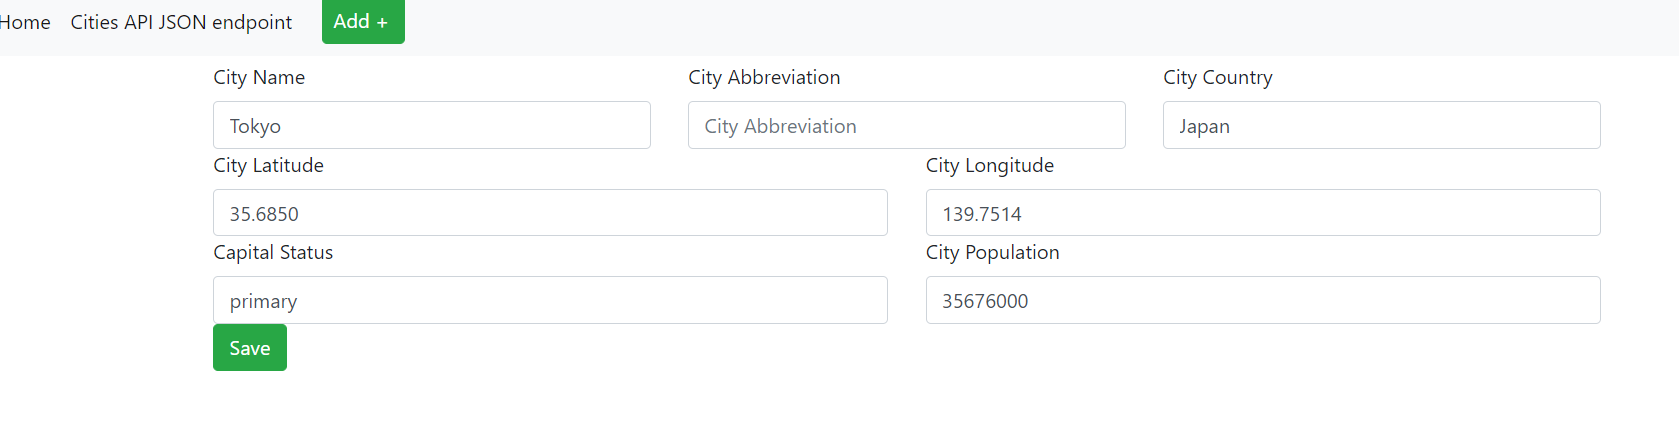 Home Cities API JSON endpoint Add +
City Name City Abbreviation City Country
Tokyo City Abbreviation Japan
City Latitude City Longitude
35.6850 139.7514
Capital Status City Population
primary 35676000
Save